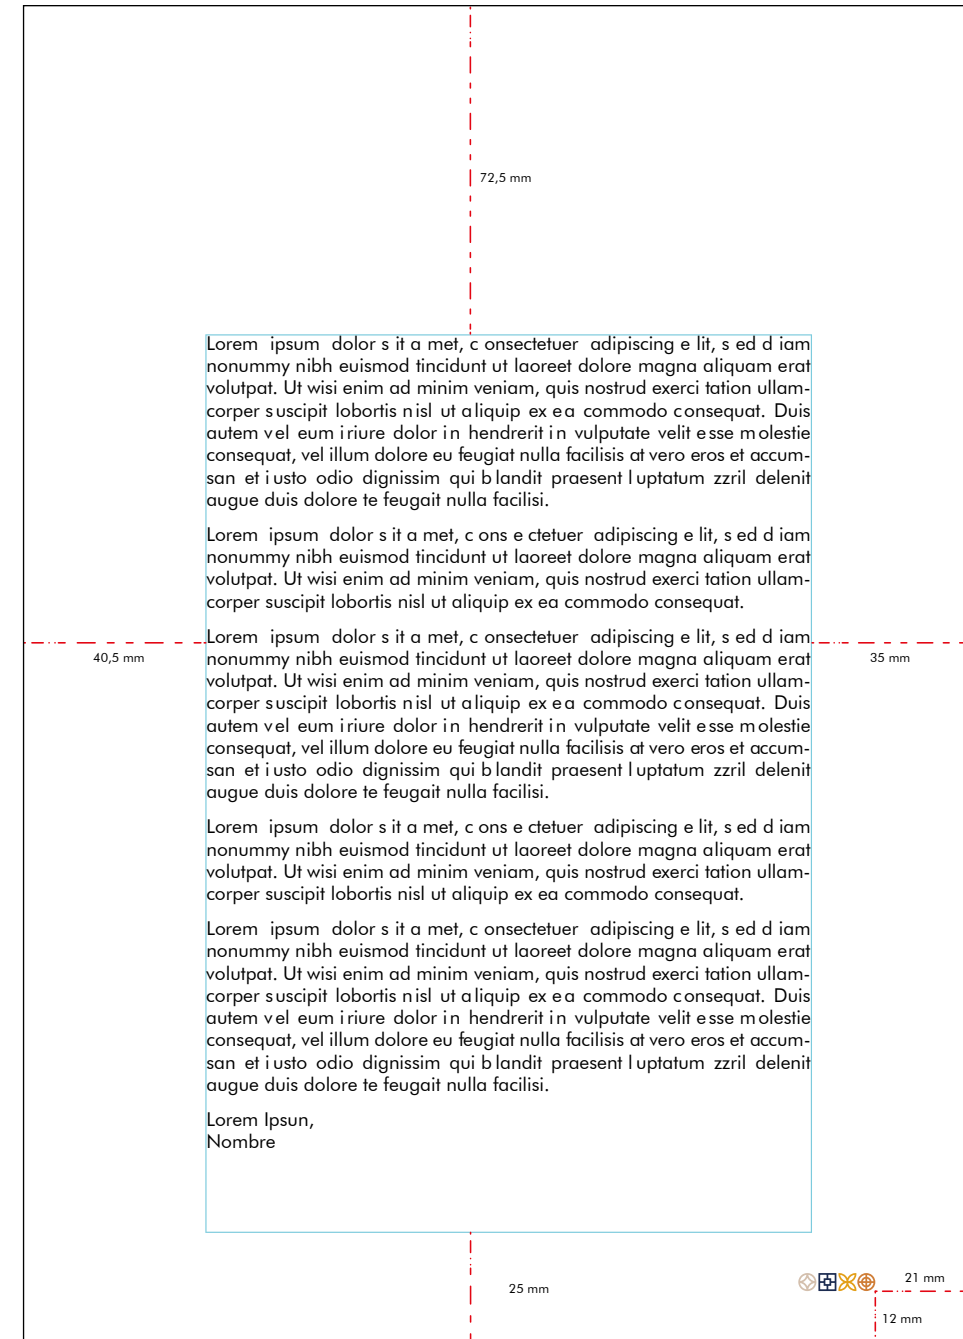 72,5 mm
Lorem ipsum dolor s it a met, c onsectetuer adipiscing e lit, s ed d iam
nonummy nibh euismod tincidunt ut laoreet dolore magna aliquam erat
volutpat. Ut wisi enim ad minim veniam, quis nostrud exerci tation ullam-
corper s uscipit lobortis n isl ut a liquip ex e a commodo c onsequat. Duis
autem v el eum i riure dolor i n hendrerit i n vulputate velit e sse m olestie
consequat, vel illum dolore eu feugiat nulla facilisis at vero eros et accum-
san et i usto odio dignissim qui b landit praesent l uptatum zzril delenit
augue duis dolore te feugait nulla facilisi.
Lorem ipsum dolor s it a met, c ons e ctetuer adipiscing e lit, s ed d iam
nonummy nibh euismod tincidunt ut laoreet dolore magna aliquam erat
volutpat. Ut wisi enim ad minim veniam, quis nostrud exerci tation ullam-
corper suscipit lobortis nisl ut aliquip ex ea commodo consequat.
40,5 mm
35 mm
Lorem ipsum dolor s it a met, c onsectetuer adipiscing e lit, s ed d iam
nonummy nibh euismod tincidunt ut laoreet dolore magna aliquam erat
volutpat. Ut wisi enim ad minim veniam, quis nostrud exerci tation ullam-
corper s uscipit lobortis n isl ut a liquip ex e a commodo c onsequat. Duis
autem v el eum i riure dolor i n hendrerit i n vulputate velit e sse m olestie
consequat, vel illum dolore eu feugiat nulla facilisis at vero eros et accum-
san et i usto odio dignissim qui b landit praesent l uptatum zzril delenit
augue duis dolore te feugait nulla facilisi.
Lorem ipsum dolor s it a met, c ons e ctetuer adipiscing e lit, s ed d iam
nonummy nibh euismod tincidunt ut laoreet dolore magna aliquam erat
volutpat. Ut wisi enim ad minim veniam, quis nostrud exerci tation ullam-
corper suscipit lobortis nisl ut aliquip ex ea commodo consequat.
Lorem ipsum dolor s it a met, c onsectetuer adipiscing e lit, s ed d iam
nonummy nibh euismod tincidunt ut laoreet dolore magna aliquam erat
volutpat. Ut wisi enim ad minim veniam, quis nostrud exerci tation ullam-
corper s uscipit lobortis n isl ut a liquip ex e a commodo c onsequat. Duis
autem v el eum i riure dolor i n hendrerit i n vulputate velit e sse m olestie
consequat, vel illum dolore eu feugiat nulla facilisis at vero eros et accum-
san et i usto odio dignissim qui b landit praesent l uptatum zzril delenit
augue duis dolore te feugait nulla facilisi.
Lorem Ipsun,
Nombre
25 mm
21 mm
12 mm